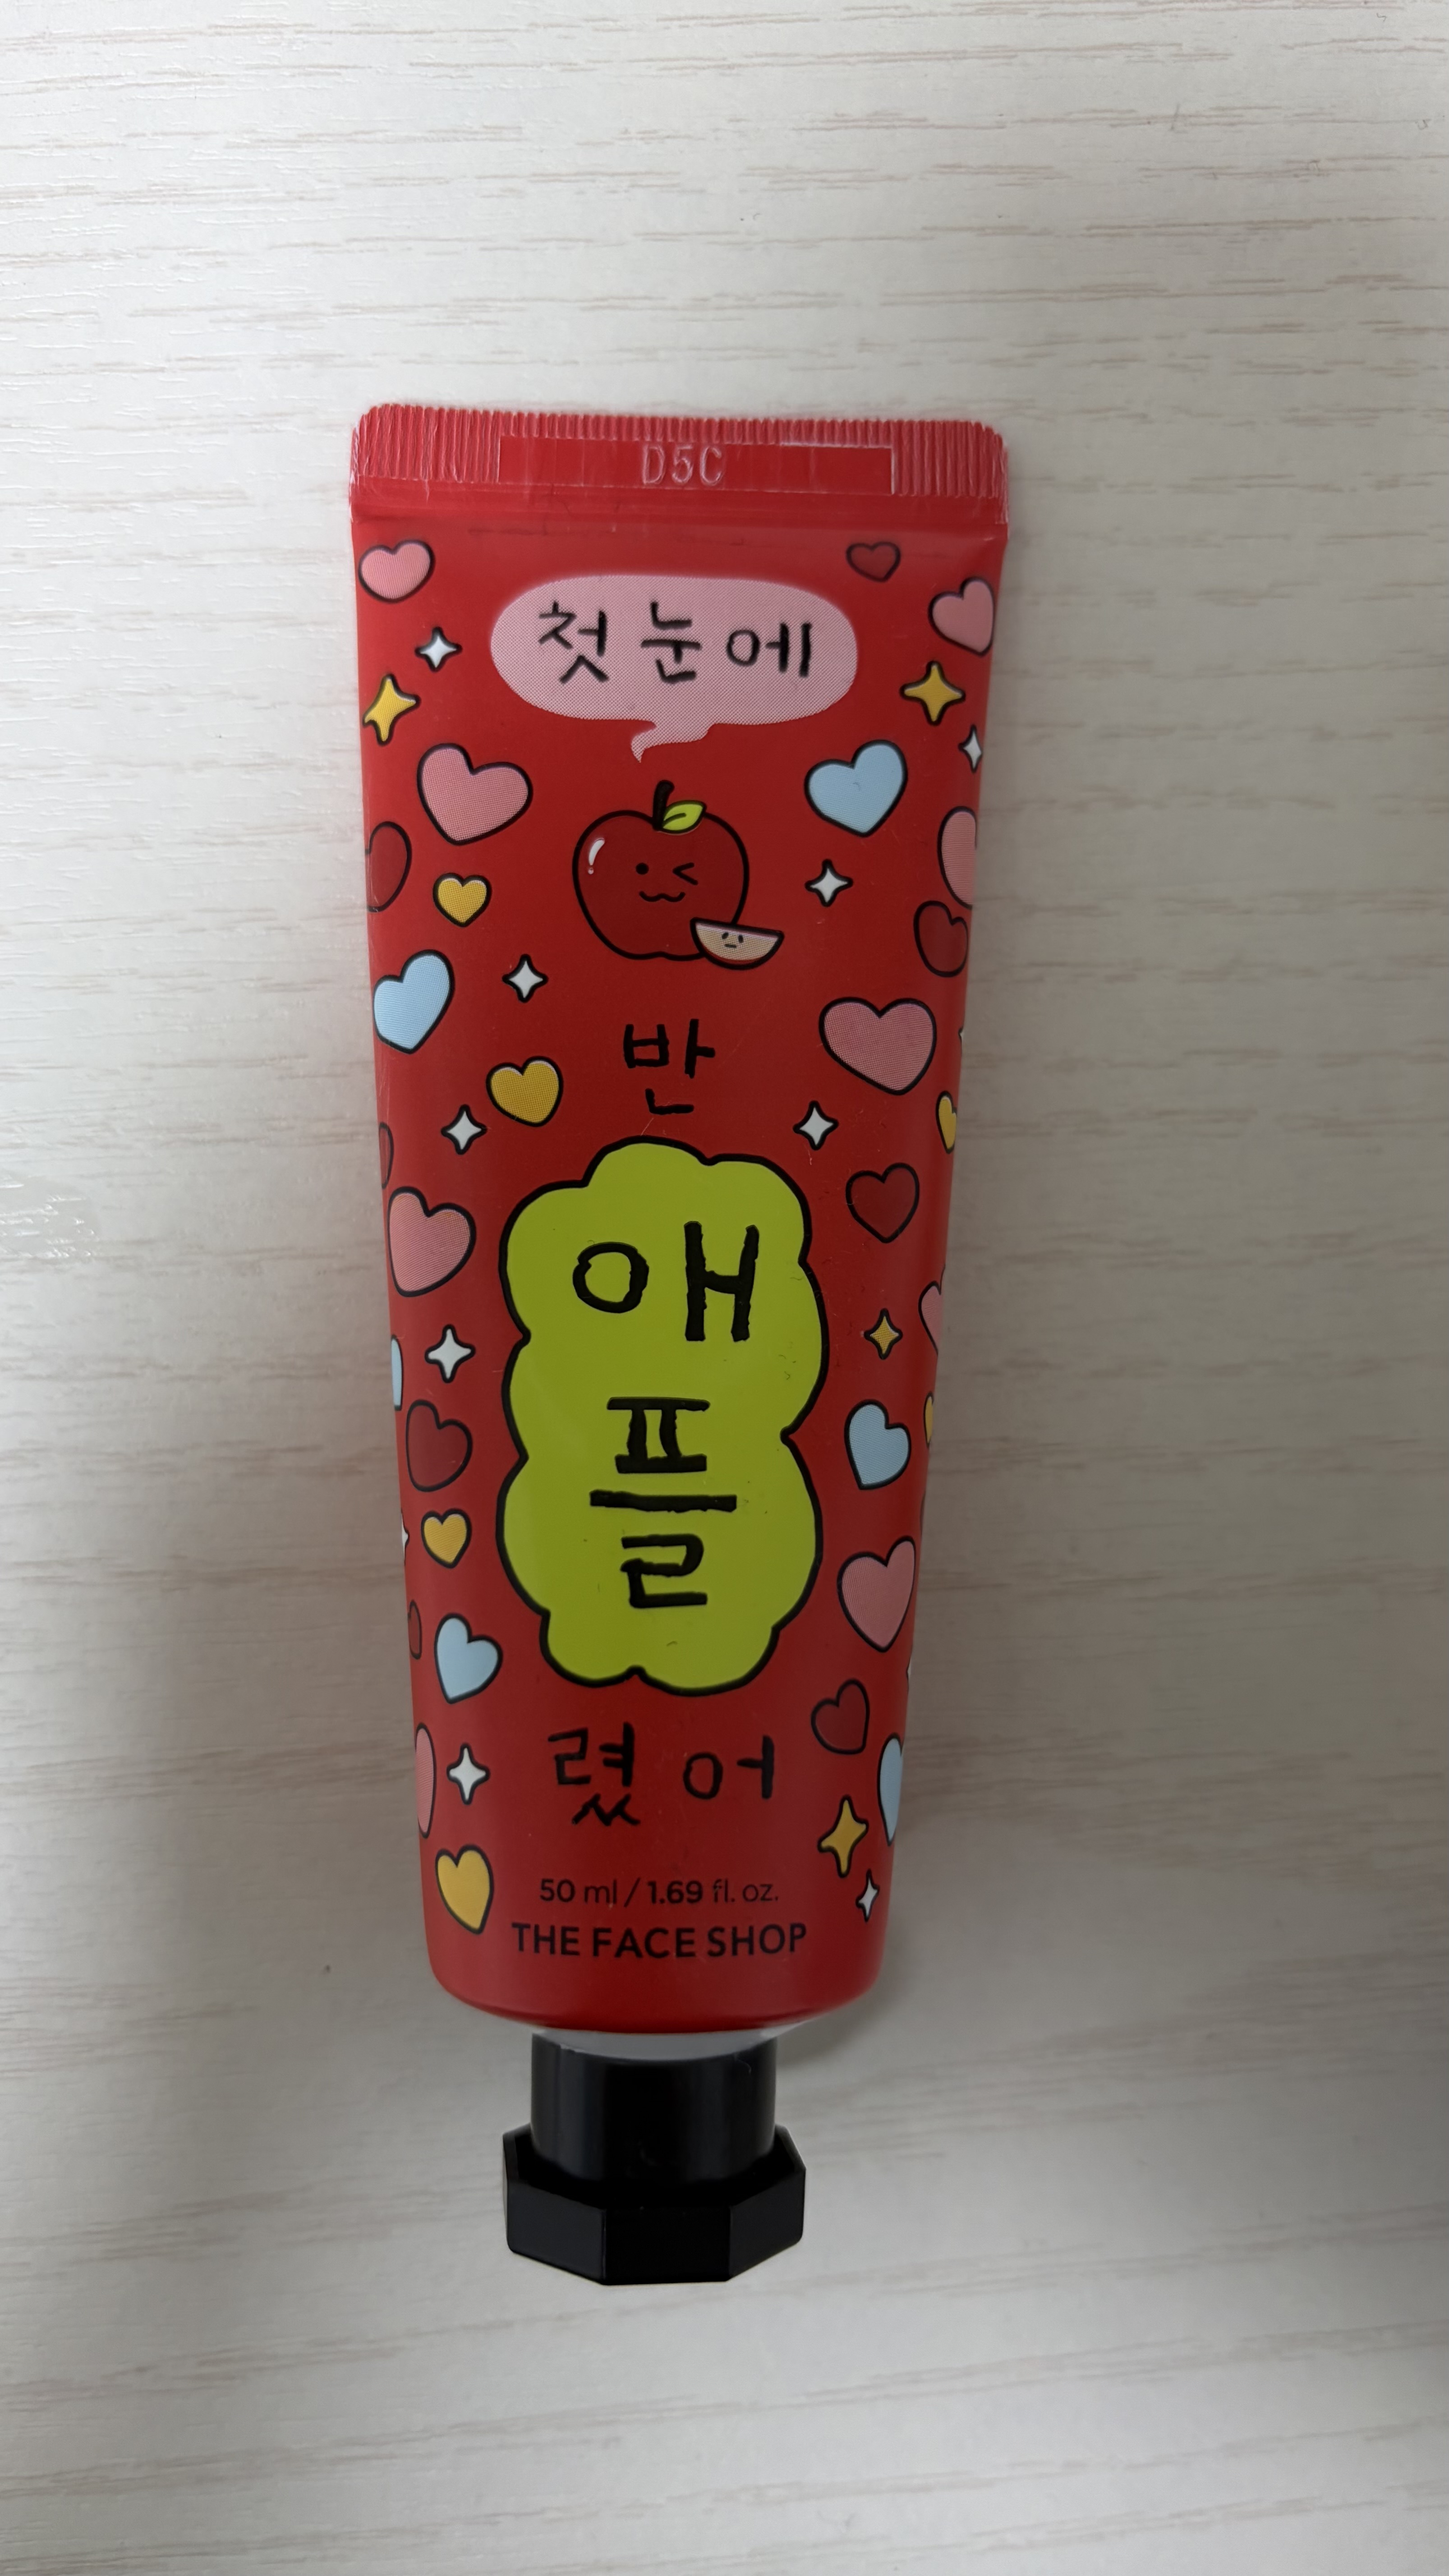 D5C
첫눈에
반
애
플
렸어
50 ml / 1.69 fl. oz.
THE FACE SHOP